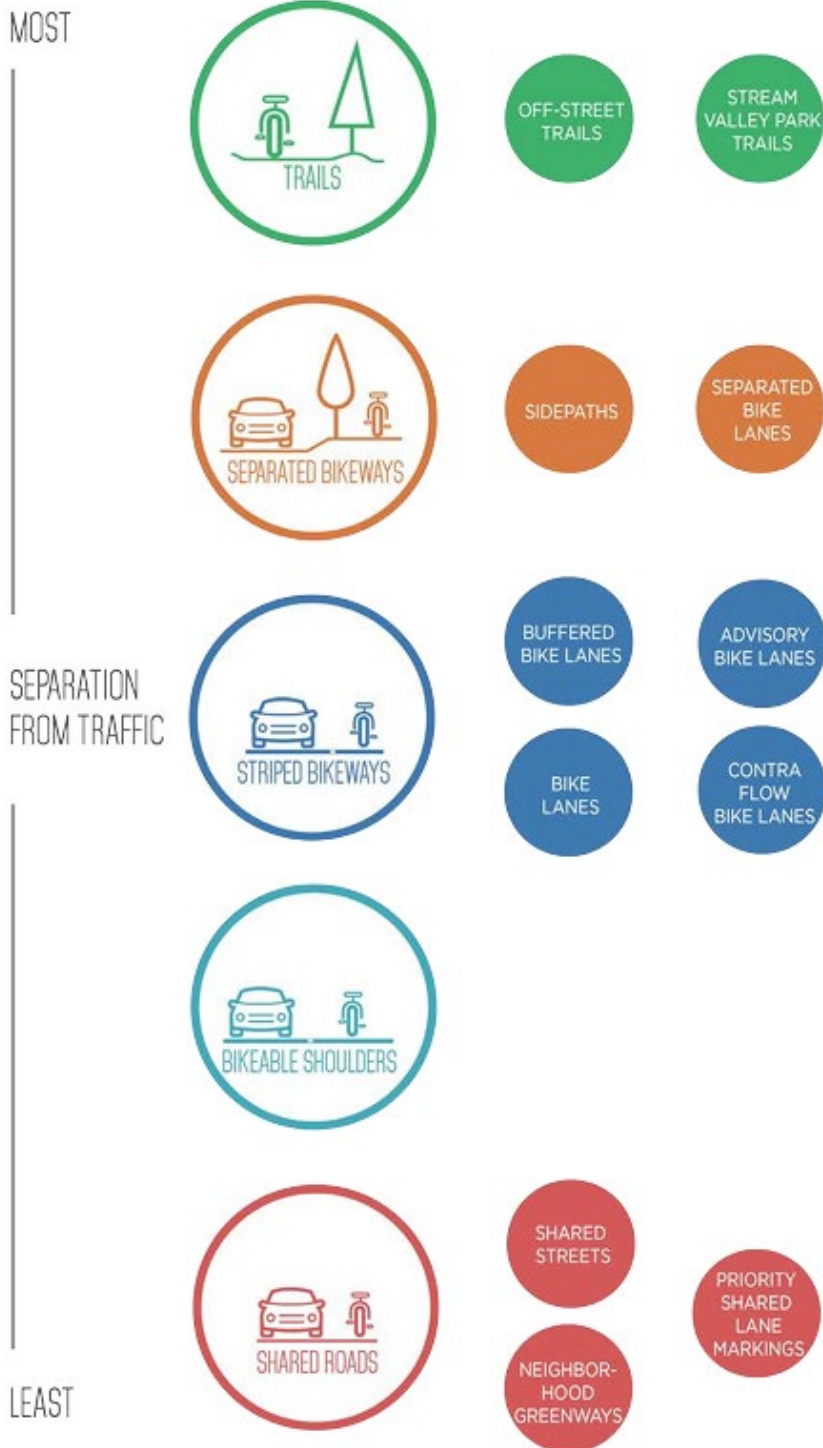 MOST
TRAILS
OFF-STREET
TRAILS
STREAM
VALLEY PARK
TRAILS
SEPARATED BIKEWAYS
SIDEPATHS
SEPARATED
BIKE
LANES
SEPARATION
FROM TRAFFIC
STRIPED BIKEWAYS
BUFFERED
BIKE LANES
ADVISORY
BIKE LANES
BIKE
LANES
CONTRA
FLOW
BIKE LANES
BIKEABLE SHOULDERS
SHARED ROADS
SHARED
STREETS
PRIORITY
SHARED
LANE
MARKINGS
NEIGHBOR-
HOOD
GREENWAYS
LEAST